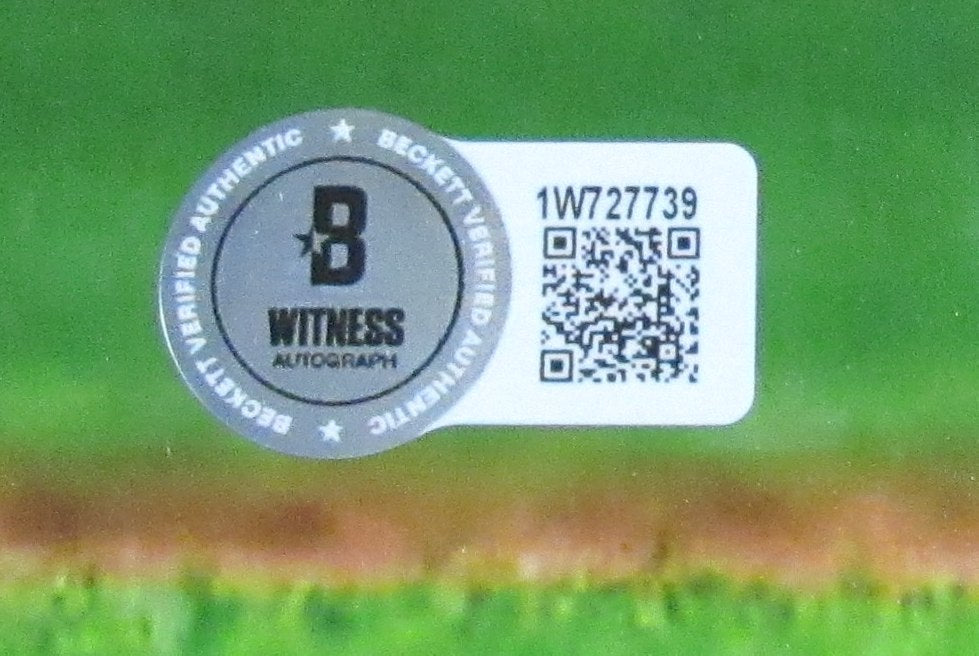 BECKETT VERIFIED AUTHENTIC ★ BECKETT VERIFIED AUTHENTIC ★
B
WITNESS
AUTOGRAPH
1W727739